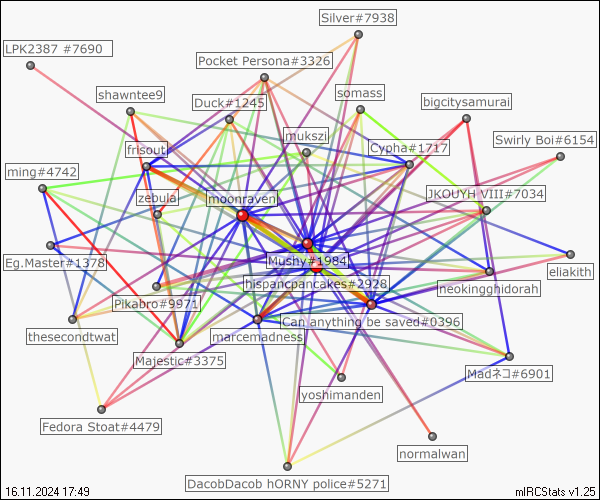 Silver#7938
LPK2387 #7690
Pocket Persona#3326
shawntee9
somass
bigcitysamurai
Duck#1245
mukszi
Swirly Boi#6154
frisout
Cypha#1717
ming#4742
zebula
moonraven
JKOUYH VIII#7034
Eg.Master#1378
Mushy#1984
eliakith
hispancpancakes#2928
neokinghidorah
Pikabro#9971
Can anything be saved#0396
thesecondtwat
marcemadness
Majestic#3375
Madネコ#6901
yoshimanden
Fedora Stoat#4479
normalwan
DacobDacob hORNY police#5271
16.11.2024 17:49
mIRCStats v1.25